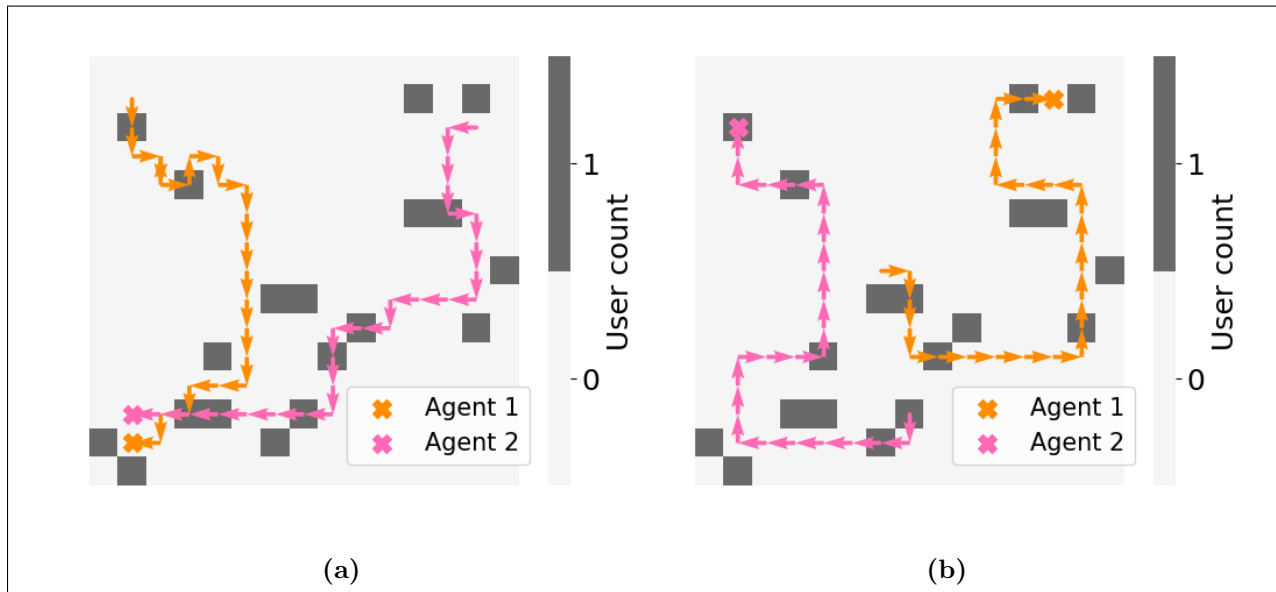 1
0
User count
Agent 1
Agent 2
(a)
1
0
User count
Agent 1
Agent 2
(b)